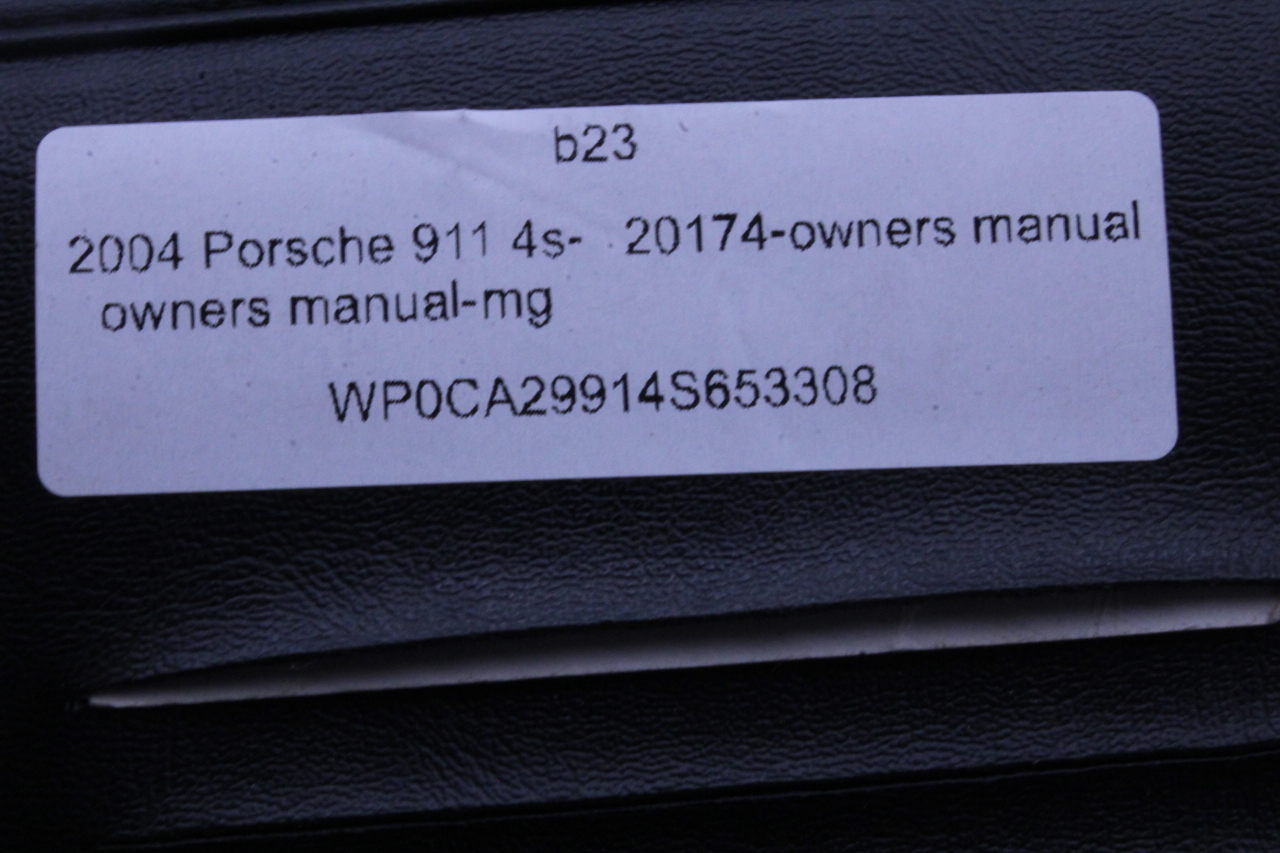 b23
2004 Porsche 911 4s- 20174-owners manual
owners manual-mg
WP0CA29914S653308